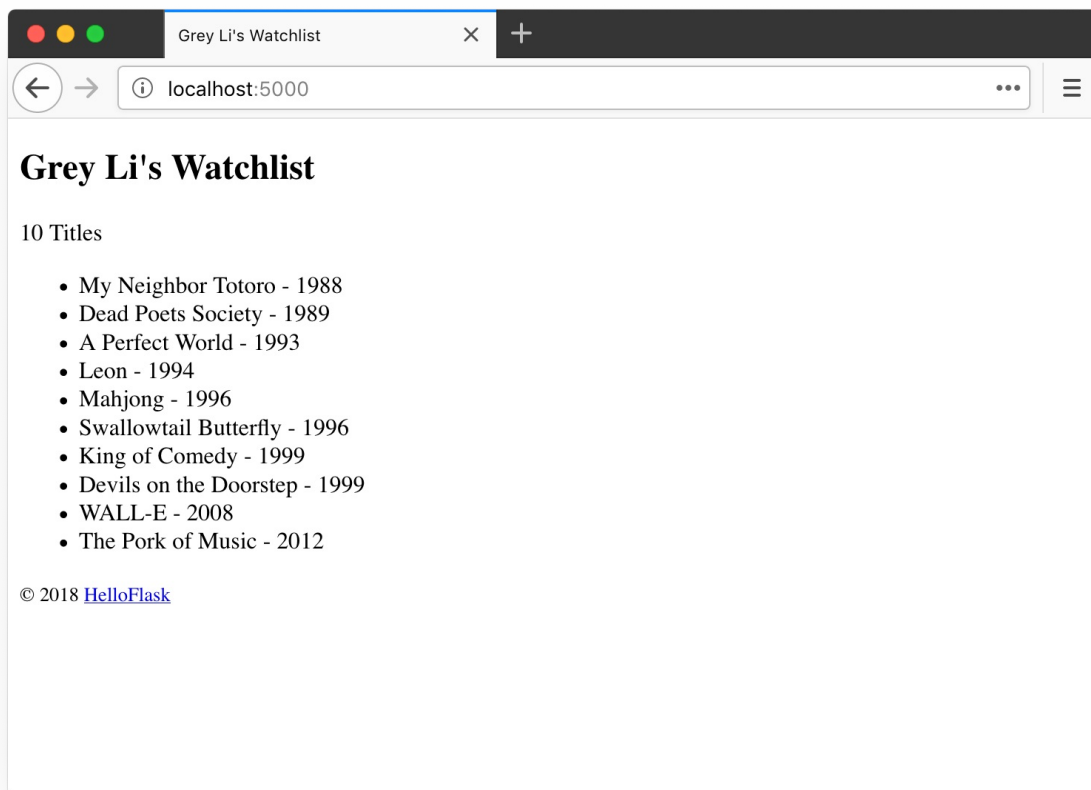 Grey Li's Watchlist
localhost:5000
Grey Li's Watchlist
10 Titles
• My Neighbor Totoro - 1988
• Dead Poets Society - 1989
• A Perfect World - 1993
• Leon - 1994
• Mahjong - 1996
• Swallowtail Butterfly - 1996
• King of Comedy - 1999
• Devils on the Doorstep - 1999
• WALL-E - 2008
• The Pork of Music - 2012
© 2018 HelloFlask